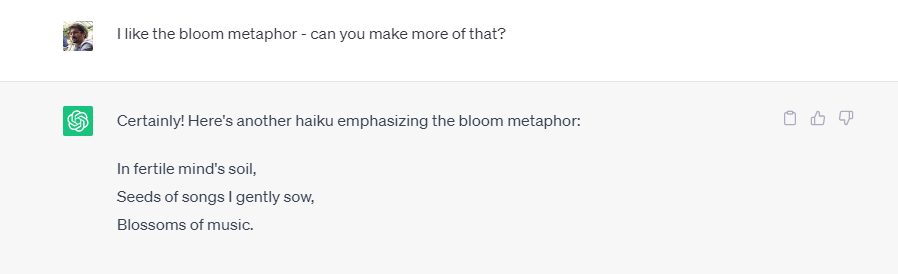 I like the bloom metaphor - can you make more of that?
Certainly! Here's another haiku emphasizing the bloom metaphor:
In fertile mind's soil,
Seeds of songs I gently sow,
Blossoms of music.